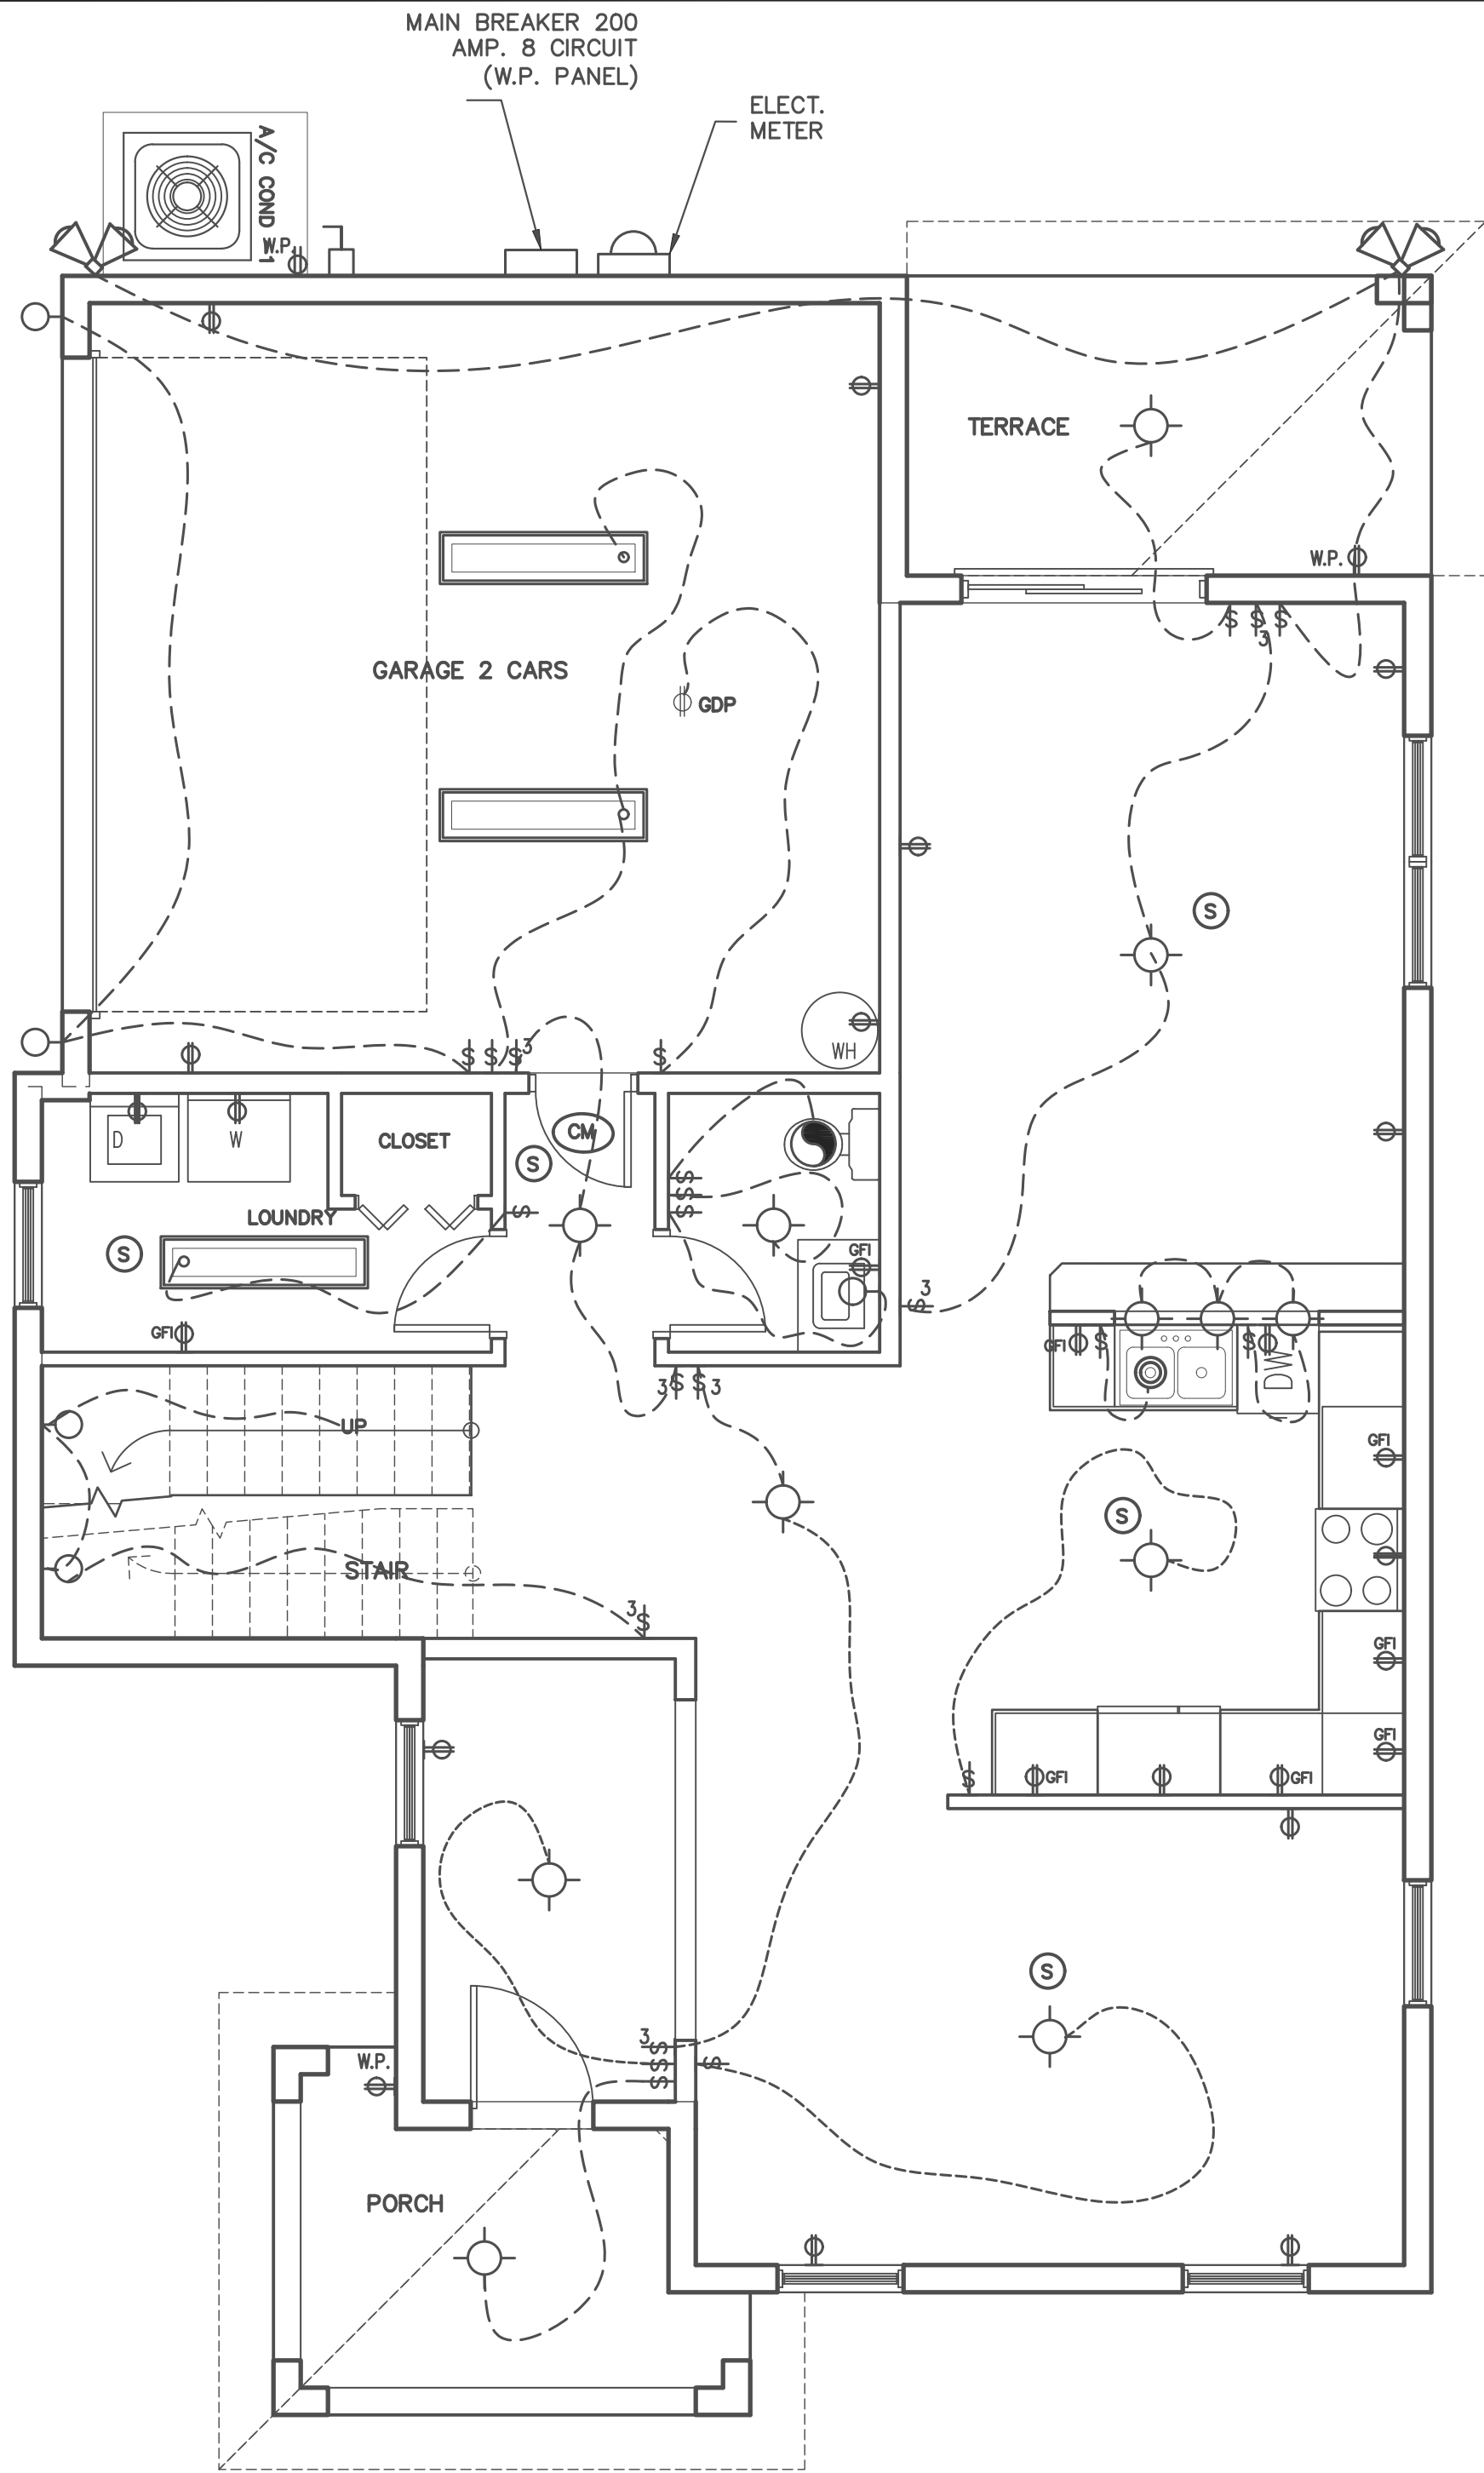 MAIN BREAKER 200
AMP. 8 CIRCUIT
(W.P. PANEL)
ELECT.
METER
A/C COND 1
W.P.
TERRACE
W.P.
$ $ $
3
GARAGE 2 CARS
GDP
S
WH
$ $ $ 3
$
D
W
CLOSET
CM
S
$
$
$
$
LOUNDRY
S
GFI
GFI
$ 3
GFI
$
$
DW
3 $ $ 3
UP
GFI
S
STAIR
3 $
GFI
GFI
$
GFI
GFI
S
3 $
$ $
$
W.P.
PORCH